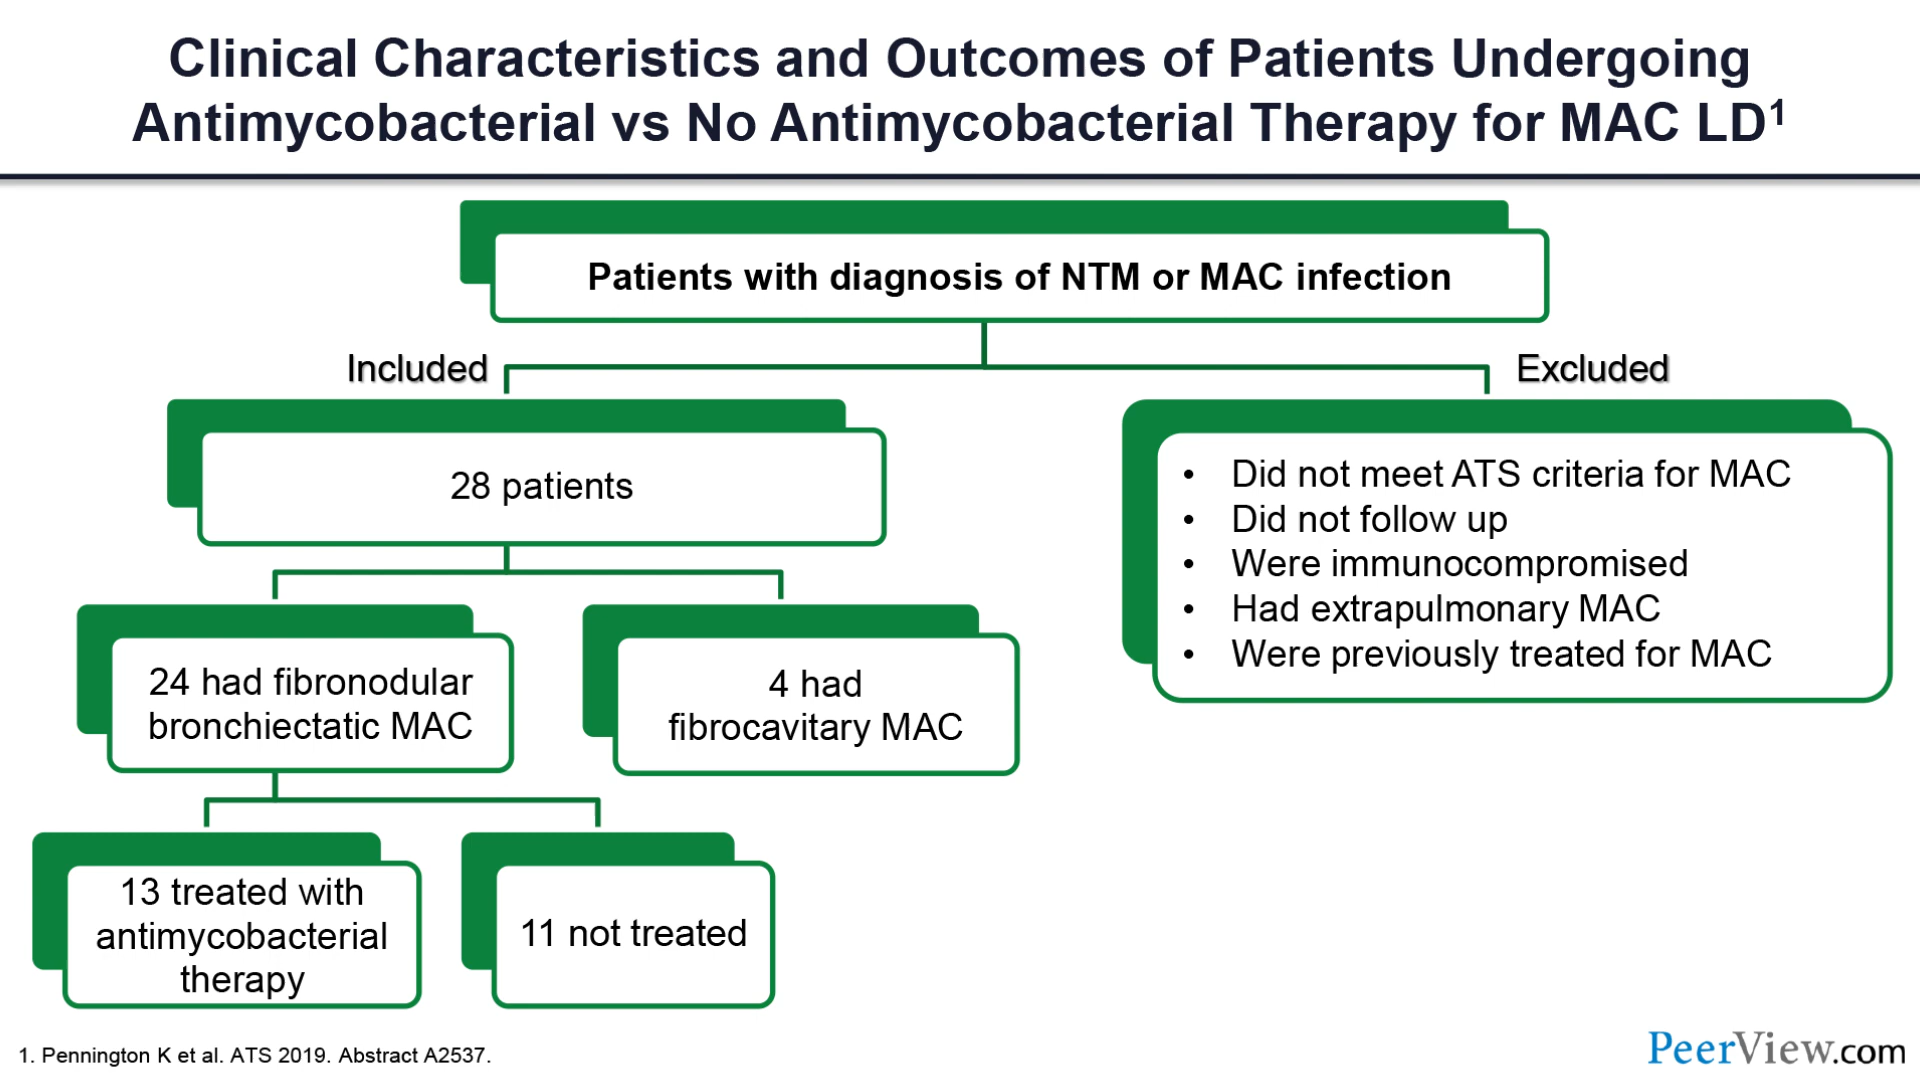 Clinical Characteristics and Outcomes of Patients Undergoing
Antimycobacterial vs No Antimycobacterial Therapy for MAC LD1
Patients with diagnosis of NTM or MAC infection
Included
Excluded
28 patients
• Did not meet ATS criteria for MAC
• Did not follow up
• Were immunocompromised
• Had extrapulmonary MAC
• Were previously treated for MAC
24 had fibronodular
bronchiectatic MAC
4 had
fibrocavitary MAC
13 treated with
antimycobacterial
therapy
11 not treated
1. Pennington K et al. ATS 2019. Abstract A2537.
PeerView.com